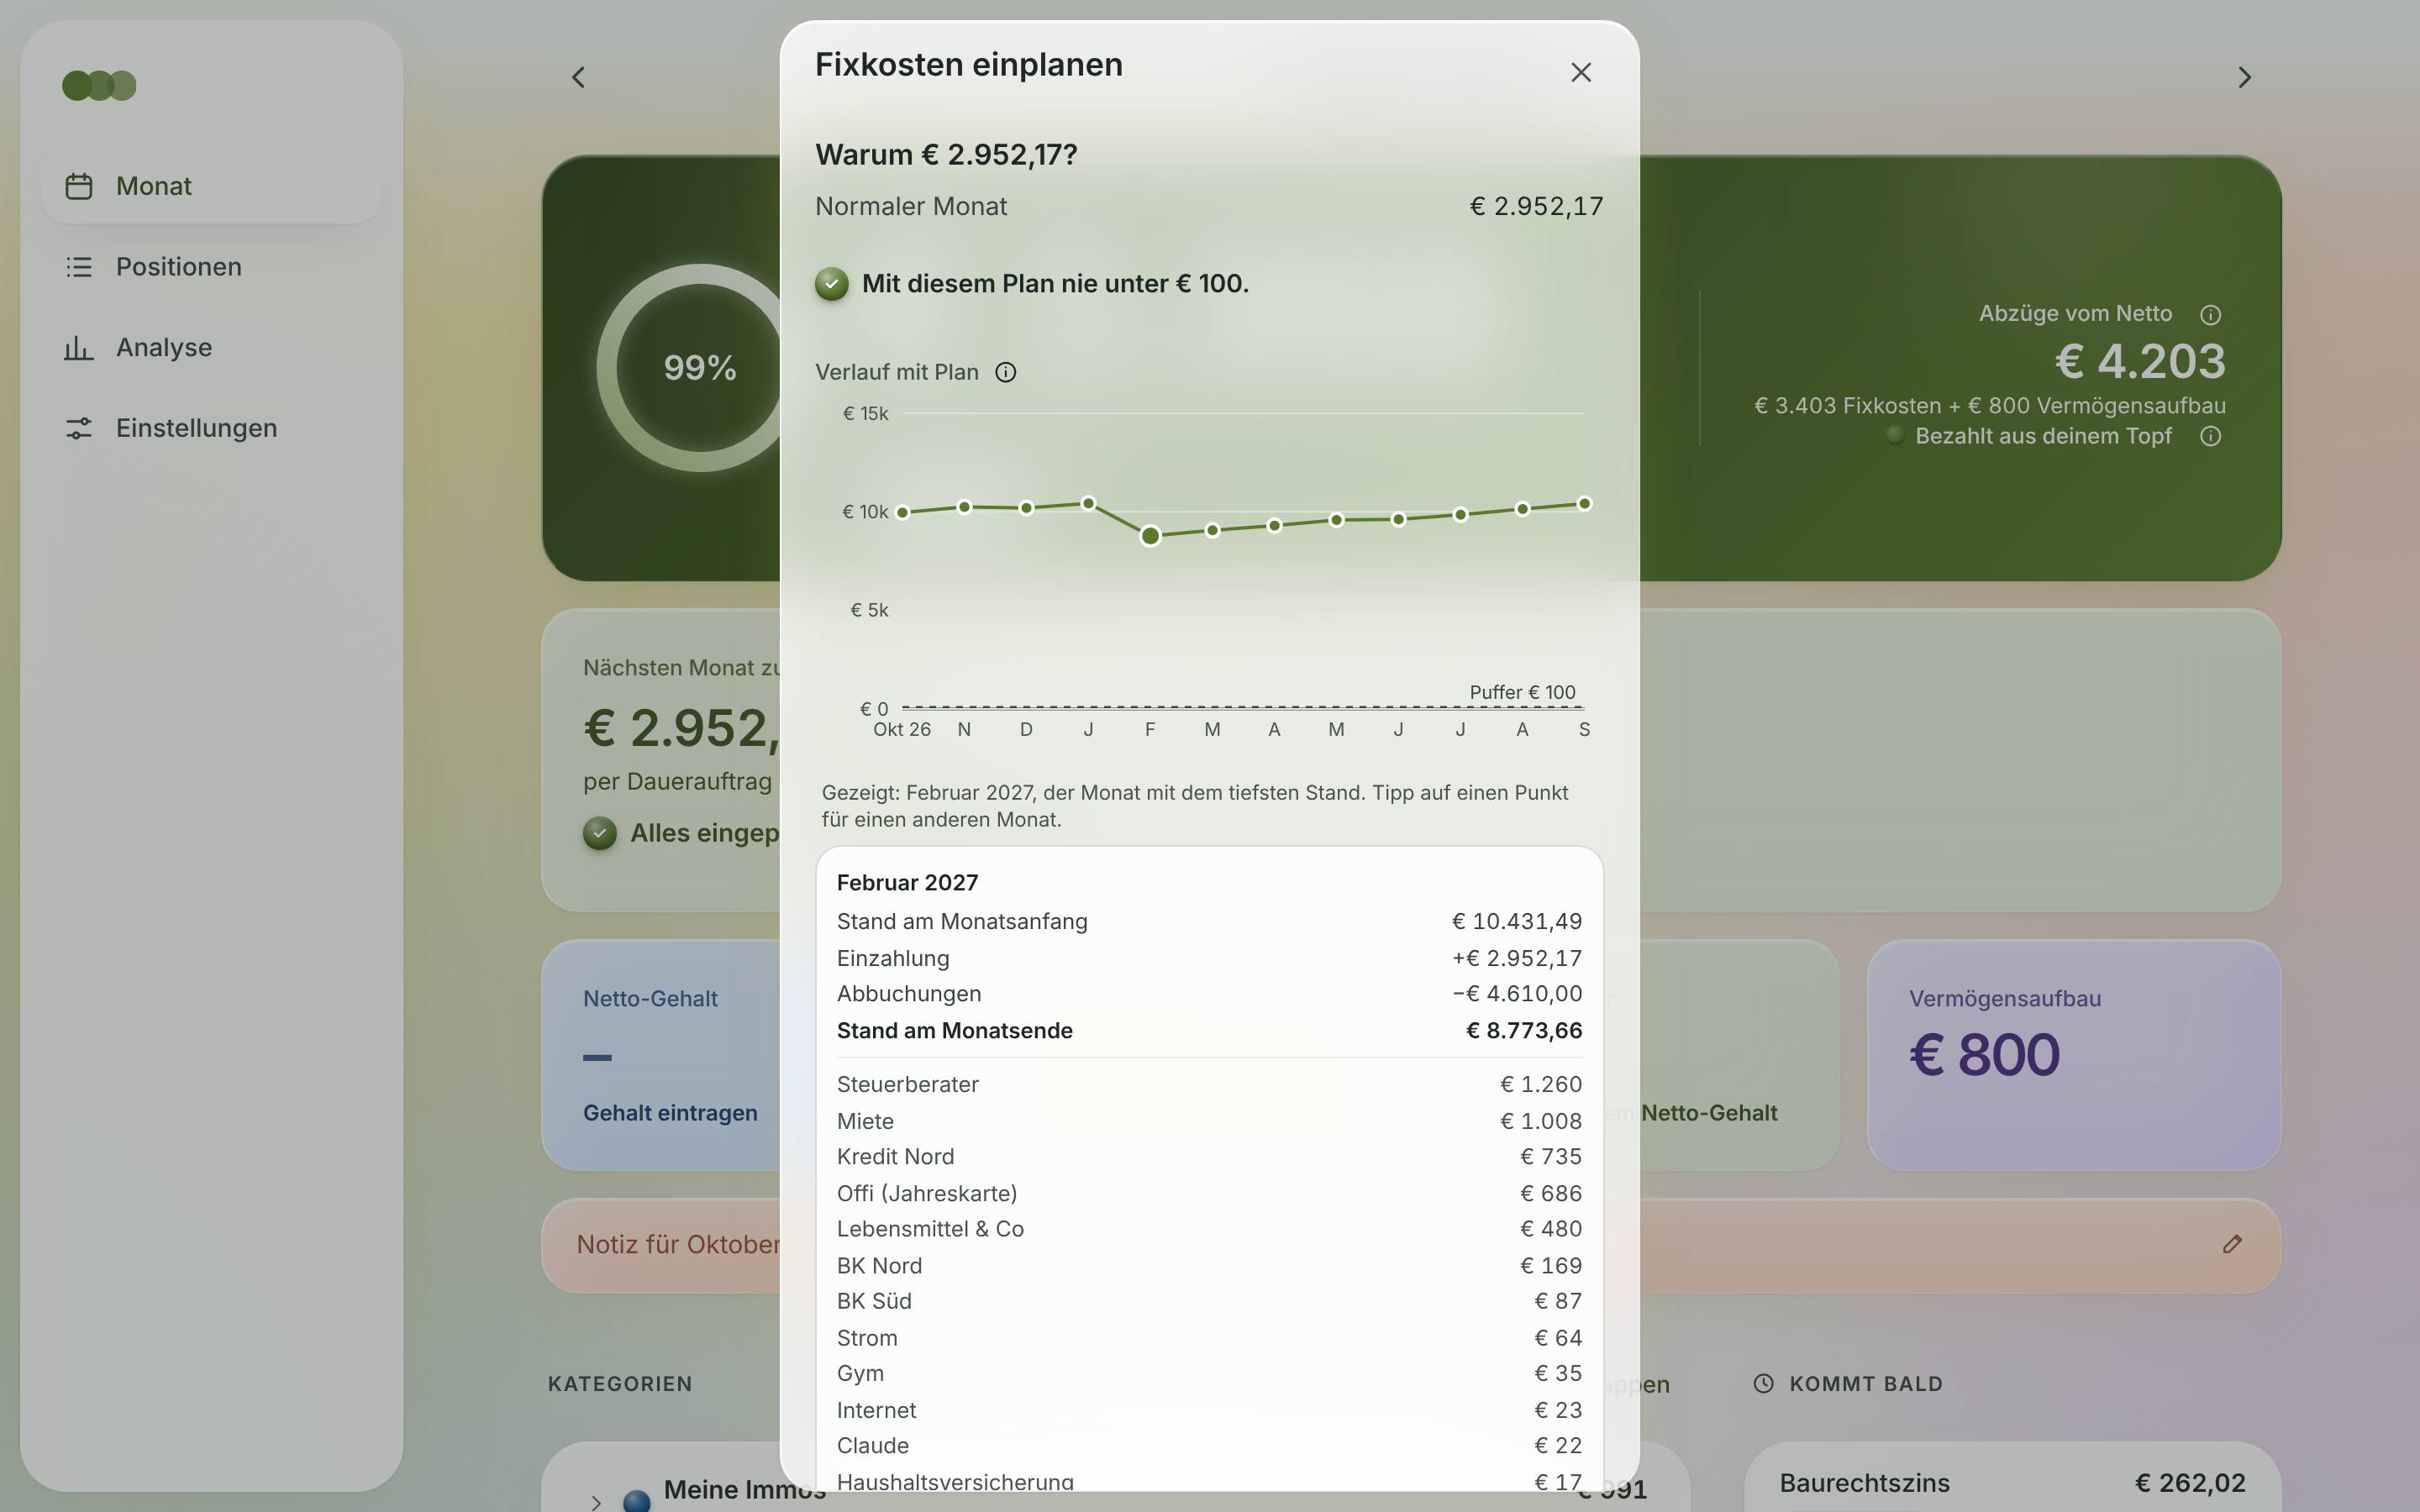 Monat
Positionen
Analyse
Einstellungen
99%
Abzüge vom Netto
€ 4.203
€ 3.403 Fixkosten + € 800 Vermögensaufbau
Bezahlt aus deinem Topf
Nächsten Monat
€ 2.952,
per Dauerauftrag
Alles
Netto-Gehalt
–
Gehalt eintragen
Netto-Gehalt
Vermögensaufbau
€ 800
Notiz für Oktober
KATEGORIEN
KOMMT BALD
Meine Immos
Baurechtszins
€ 262,02
Fixkosten einplanen
Warum € 2.952,17?
Normaler Monat
€ 2.952,17
Mit diesem Plan nie unter € 100.
Verlauf mit Plan
€ 15k
€ 10k
€ 5k
€ 0
Puffer € 100
Okt 26 N D J F M A M J J A S
Gezeigt: Februar 2027, der Monat mit dem tiefsten Stand. Tipp auf einen Punkt
für einen anderen Monat.
Februar 2027
Stand am Monatsanfang € 10.431,49
Einzahlung +€ 2.952,17
Abbuchungen −€ 4.610,00
Stand am Monatsende € 8.773,66
Steuerberater € 1.260
Miete € 1.008
Kredit Nord € 735
Offi (Jahreskarte) € 686
Lebensmittel & Co € 480
BK Nord € 169
BK Süd € 87
Strom € 64
Gym € 35
Internet € 23
Claude € 22
Haushaltsversicherung € 17